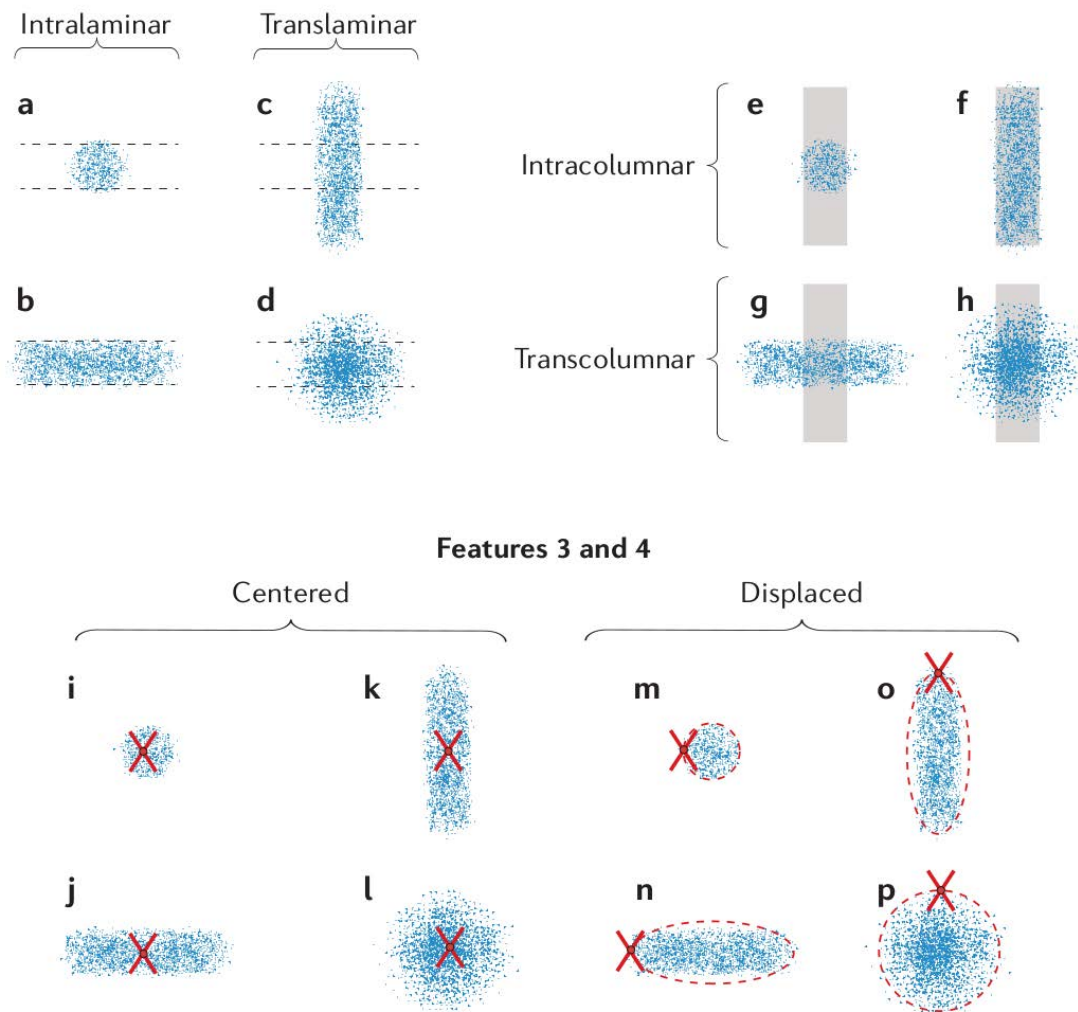 Intralaminar
Translaminar
a
c
e
f
Intracolumnar
b
d
g
h
Transcolumnar
Features 3 and 4
Centered
Displaced
i
k
m
o
j
l
n
p